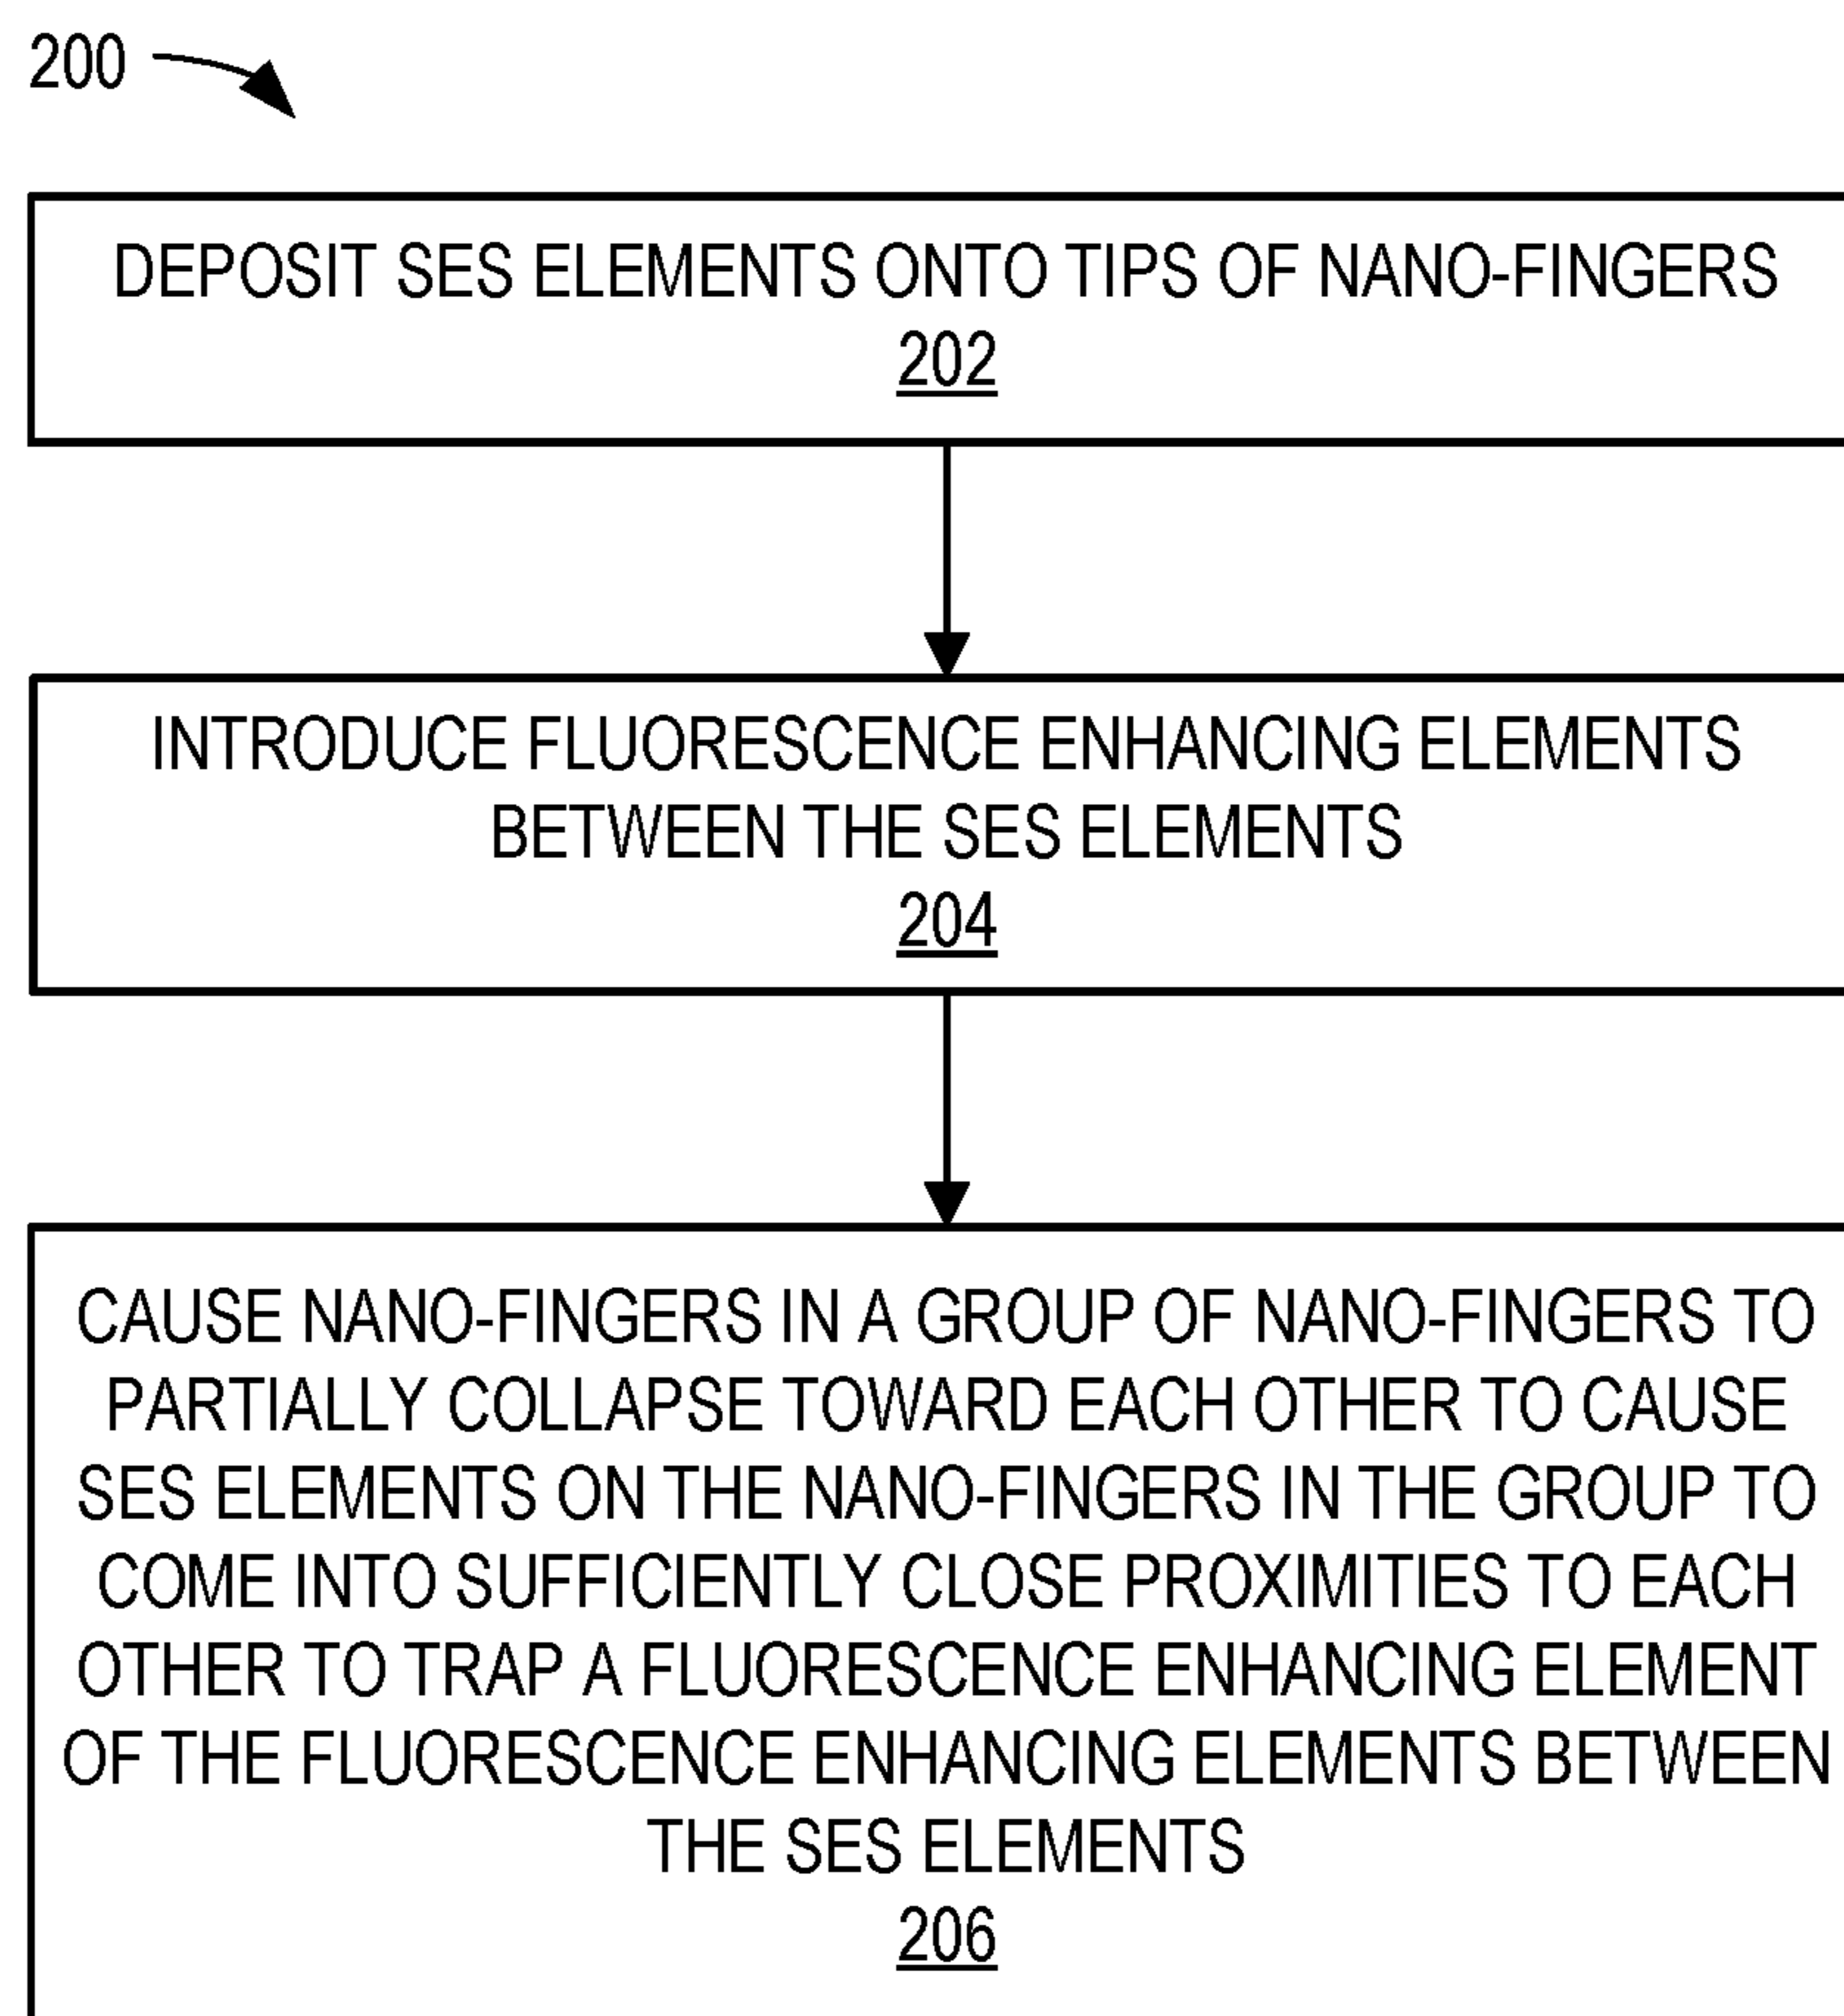 200
DEPOSIT SES ELEMENTS ONTO TIPS OF NANO-FINGERS
202
INTRODUCE FLUORESCENCE ENHANCING ELEMENTS
BETWEEN THE SES ELEMENTS
204
CAUSE NANO-FINGERS IN A GROUP OF NANO-FINGERS TO
PARTIALLY COLLAPSE TOWARD EACH OTHER TO CAUSE
SES ELEMENTS ON THE NANO-FINGERS IN THE GROUP TO
COME INTO SUFFICIENTLY CLOSE PROXIMITIES TO EACH
OTHER TO TRAP A FLUORESCENCE ENHANCING ELEMENT
OF THE FLUORESCENCE ENHANCING ELEMENTS BETWEEN
THE SES ELEMENTS
206